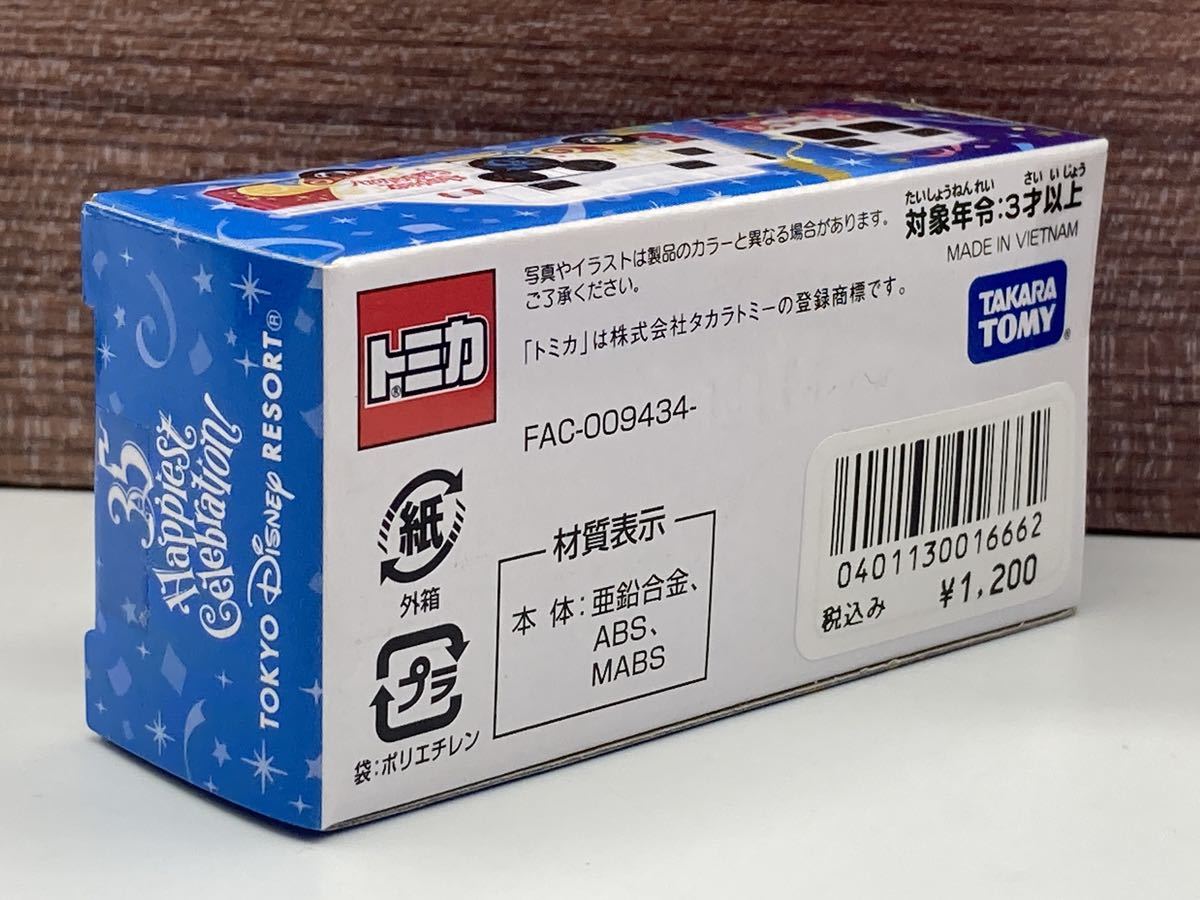 35
Happiest
Celebration
TOKYO DISNEY RESORT®
トミカ®
写真やイラストは製品のカラーと異なる場合があります。
ご了承ください。
「トミカ」は株式会社タカラトミーの登録商標です。
FAC-009434-
たいしょうねんれい さいいじょう
対象年令:3才以上
MADE IN VIETNAM
TAKARA
TOMY®
紙
外箱
プラ
袋:ポリエチレン
材質表示
本体:亜鉛合金、
ABS、
MABS
0401130016662
税込み ¥1,200